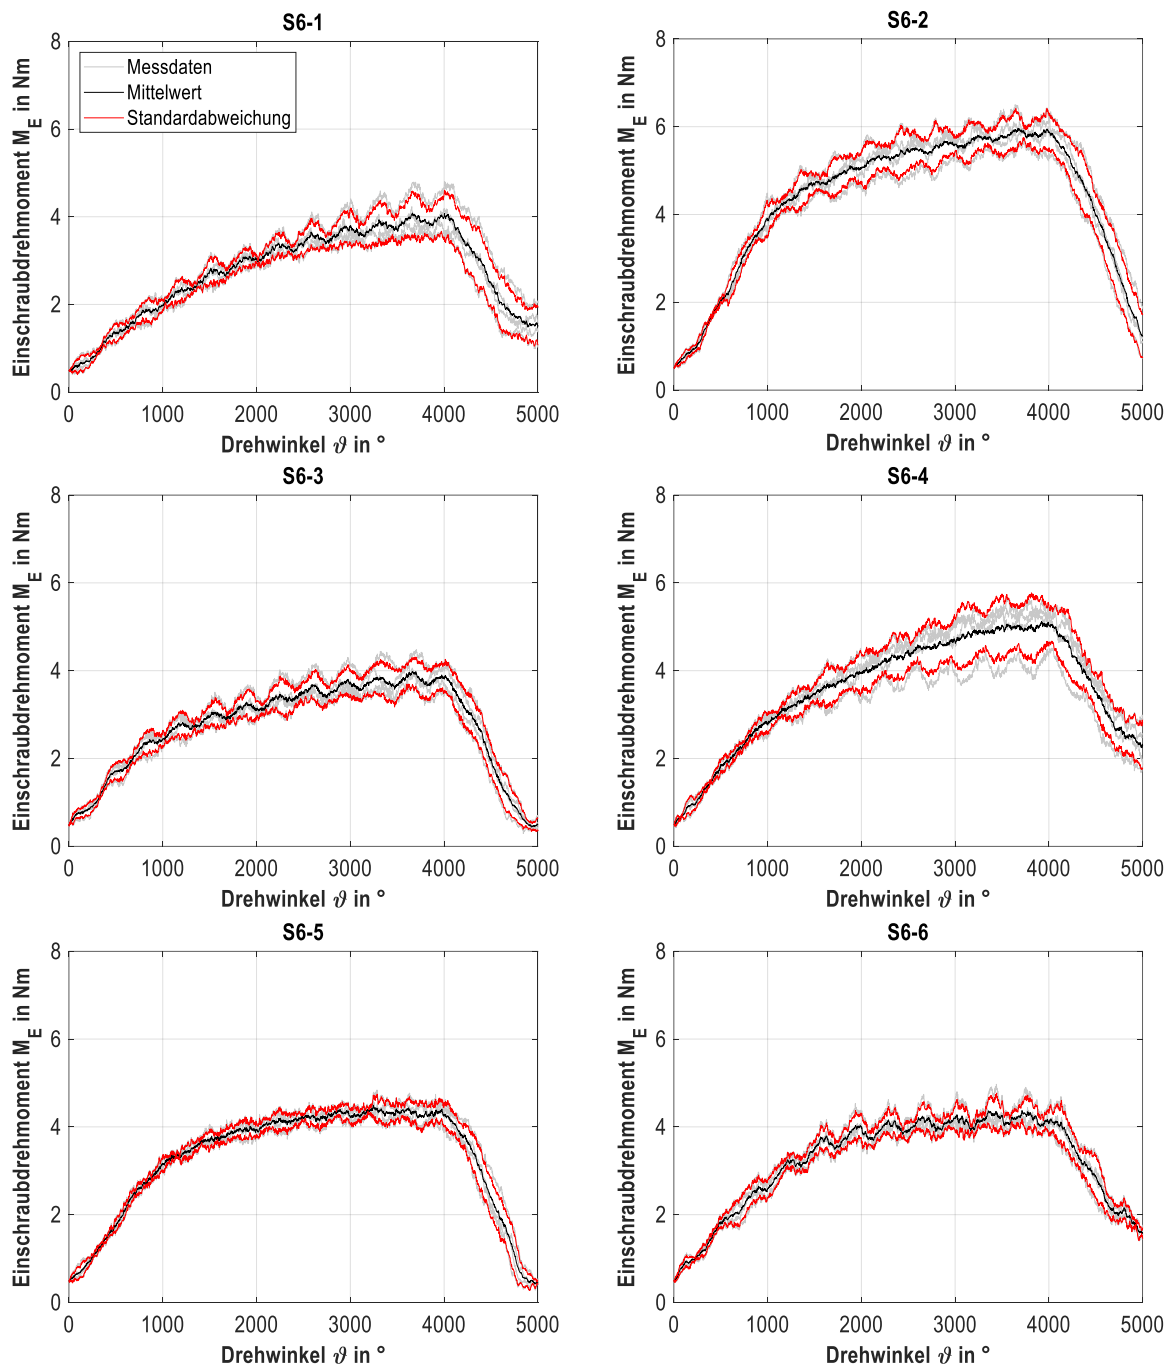 S6-1
Einschraubdrehmoment M_E in Nm
8
6
4
2
0
Messdaten
Mittelwert
Standardabweichung
0 1000 2000 3000 4000 5000
Drehwinkel ϑ in °
S6-2
Einschraubdrehmoment M_E in Nm
8
6
4
2
0
0 1000 2000 3000 4000 5000
Drehwinkel ϑ in °
S6-3
Einschraubdrehmoment M_E in Nm
8
6
4
2
0
0 1000 2000 3000 4000 5000
Drehwinkel ϑ in °
S6-4
Einschraubdrehmoment M_E in Nm
8
6
4
2
0
0 1000 2000 3000 4000 5000
Drehwinkel ϑ in °
S6-5
Einschraubdrehmoment M_E in Nm
8
6
4
2
0
0 1000 2000 3000 4000 5000
Drehwinkel ϑ in °
S6-6
Einschraubdrehmoment M_E in Nm
8
6
4
2
0
0 1000 2000 3000 4000 5000
Drehwinkel ϑ in °